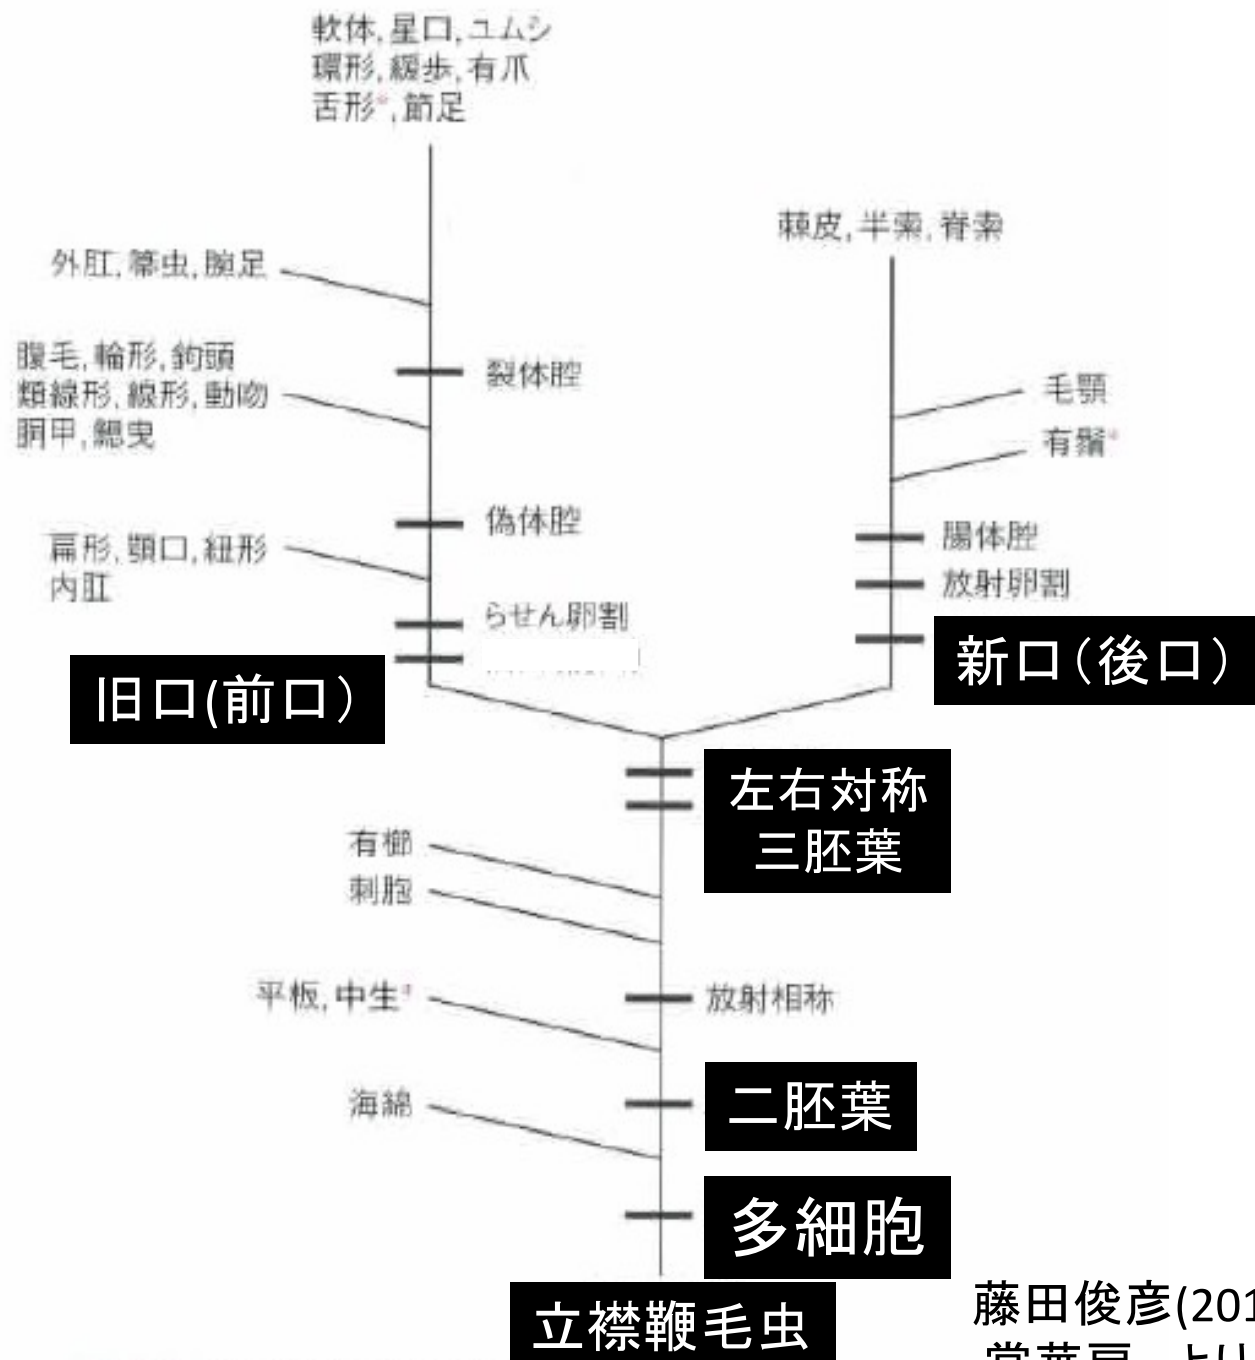 軟体, 星口, ユムシ
環形, 緩歩, 有爪
舌形*, 節足
棘皮, 半索, 脊索
外肛, 箒虫, 腕足
腹毛, 輪形, 鉤頭
類線形, 線形, 動吻
胴甲, 鰓曳
裂体腔
毛顎
有鬚*
偽体腔
腸体腔
扁形, 顎口, 紐形
内肛
放射卵割
らせん卵割
新口(後口)
旧口(前口)
左右対称
三胚葉
有櫛
刺胞
平板, 中生*
放射相称
二胚葉
海綿
多細胞
立襟鞭毛虫
藤田俊彦(201